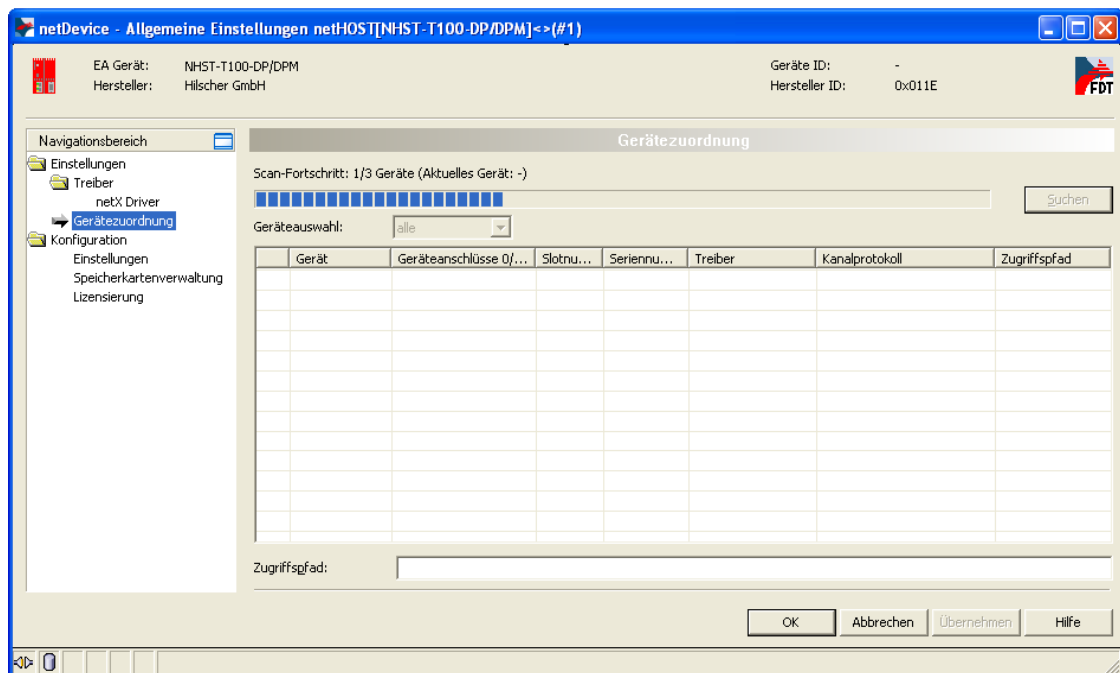 netDevice - Allgemeine Einstellungen netHOST[NHST-T100-DP/DPM]<>(#1)
EA Gerät: NHST-T100-DP/DPM Geräte ID: -
Hersteller: Hilscher GmbH Hersteller ID: 0x011E
FDT
Navigationsbereich
Einstellungen
Treiber
netX Driver
Gerätezuordnung
Konfiguration
Einstellungen
Speicherkartenverwaltung
Lizensierung
Gerätezuordnung
Scan-Fortschritt: 1/3 Geräte (Aktuelles Gerät: -)
Suchen
Geräteauswahl: alle
Gerät Geräteanschlüsse 0/... Slotnu... Seriennu... Treiber Kanalprotokoll Zugriffspfad
Zugriffspfad:
OK Abbrechen Übernehmen Hilfe